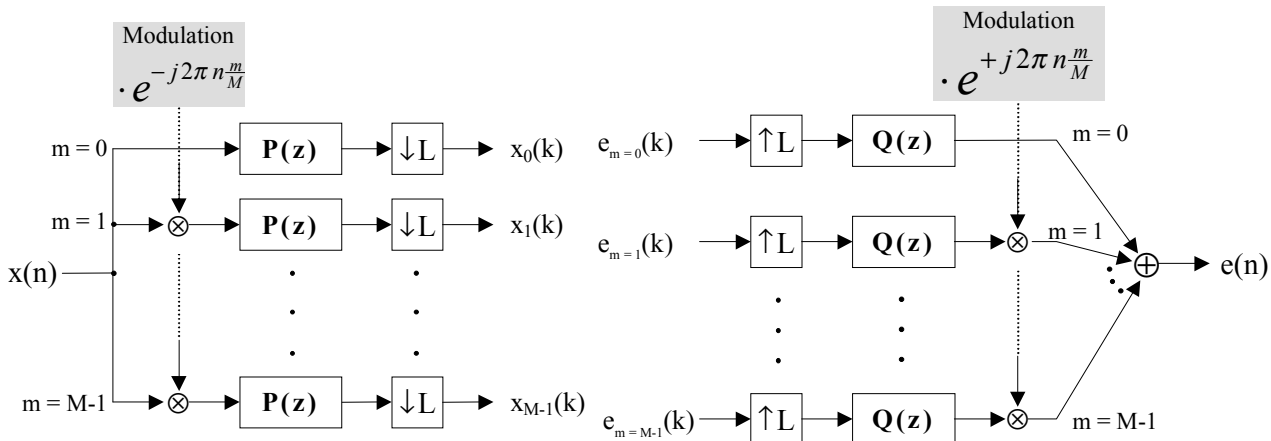 Modulation
· e^{-j2π n m/M}
m = 0
P(z)
↓L
x_0(k)
m = 1
⊗
P(z)
↓L
x_1(k)
x(n)
m = M-1
⊗
P(z)
↓L
x_{M-1}(k)
Modulation
· e^{+j2π n m/M}
e_{m = 0}(k)
↑L
Q(z)
m = 0
e_{m = 1}(k)
↑L
Q(z)
⊗
m = 1
⊕
e(n)
e_{m = M-1}(k)
↑L
Q(z)
⊗
m = M-1